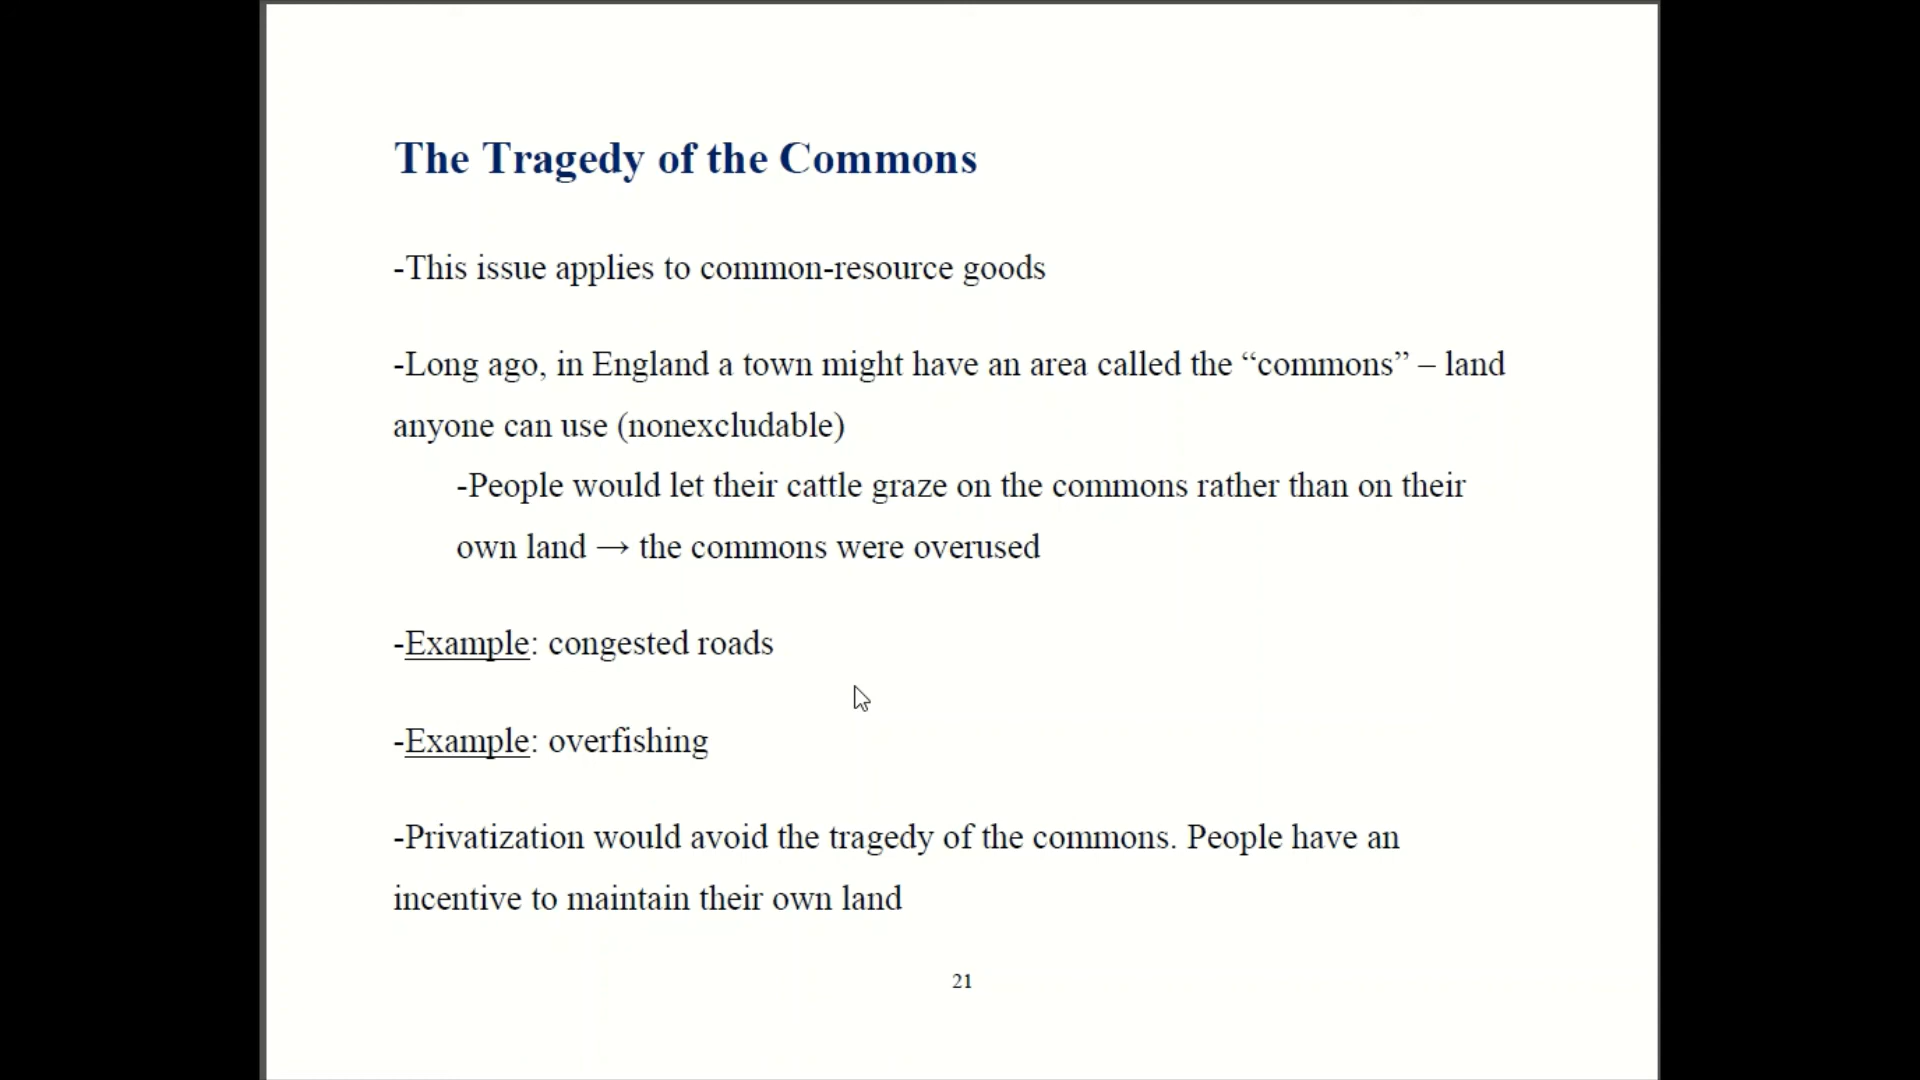 The Tragedy of the Commons
-This issue applies to common-resource goods
-Long ago, in England a town might have an area called the “commons” – land
anyone can use (nonexcludable)
-People would let their cattle graze on the commons rather than on their
own land → the commons were overused
-Example: congested roads
-Example: overfishing
-Privatization would avoid the tragedy of the commons. People have an
incentive to maintain their own land
21